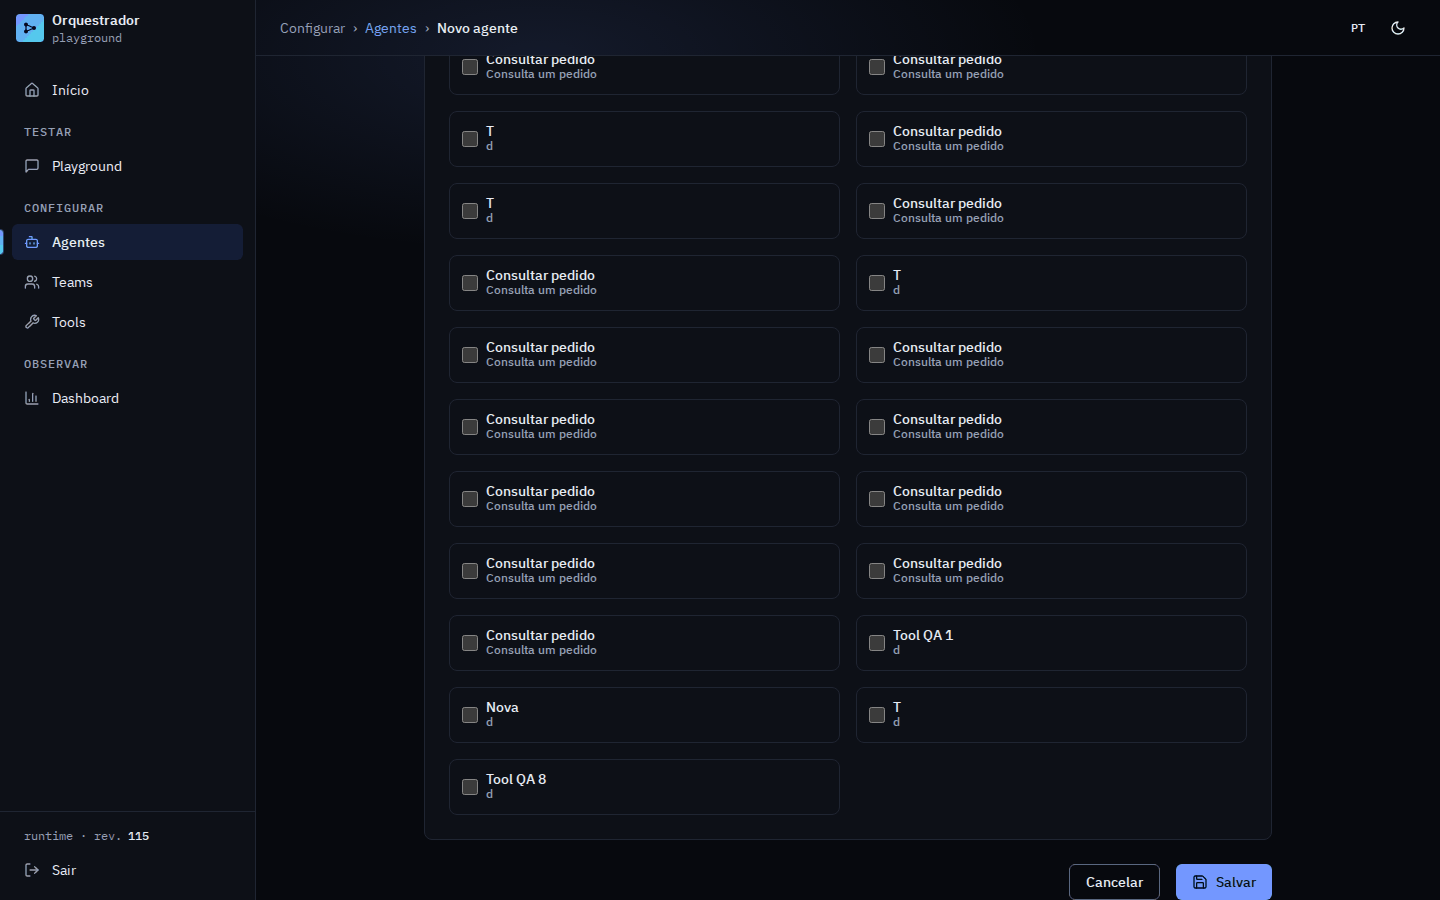 Orquestrador
playground
Início
TESTAR
Playground
CONFIGURAR
Agentes
Teams
Tools
OBSERVAR
Dashboard
runtime · rev. 115
Sair
Configurar › Agentes › Novo agente
PT
Consultar pedido
Consulta um pedido
Consultar pedido
Consulta um pedido
T
d
Consultar pedido
Consulta um pedido
T
d
Consultar pedido
Consulta um pedido
Consultar pedido
Consulta um pedido
T
d
Consultar pedido
Consulta um pedido
Consultar pedido
Consulta um pedido
Consultar pedido
Consulta um pedido
Consultar pedido
Consulta um pedido
Consultar pedido
Consulta um pedido
Consultar pedido
Consulta um pedido
Consultar pedido
Consulta um pedido
Consultar pedido
Consulta um pedido
Consultar pedido
Consulta um pedido
Tool QA 1
d
Nova
d
T
d
Tool QA 8
d
Cancelar
Salvar